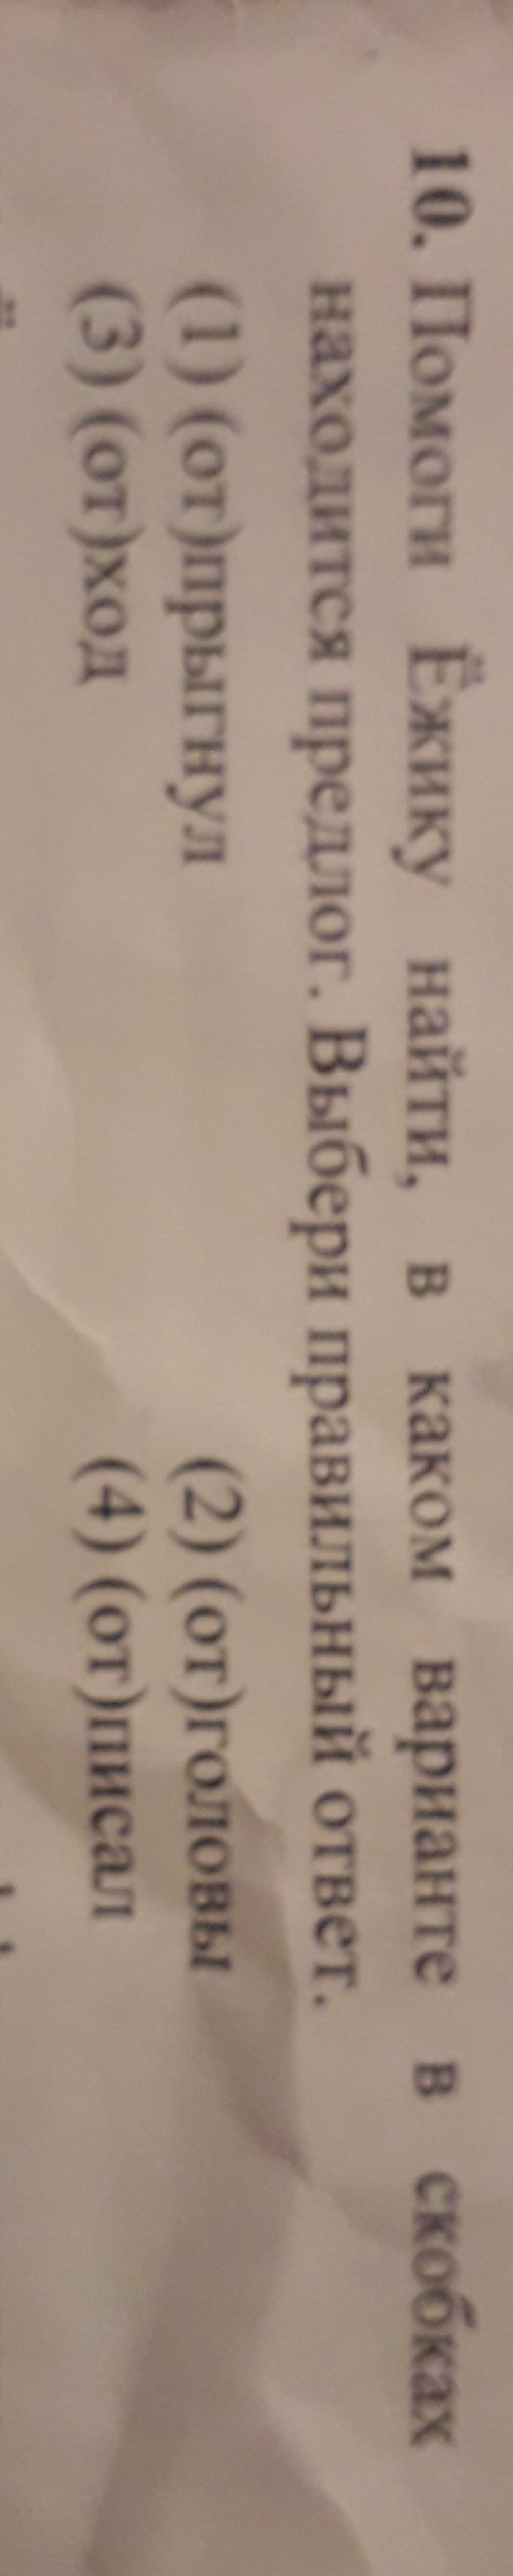 10. Помоги Ёжику найти, в каком варианте в скобках
находится предлог. Выбери правильный ответ.
(1) (от)прыгнул (2) (от)головы
(3) (от)ход (4) (от)писал